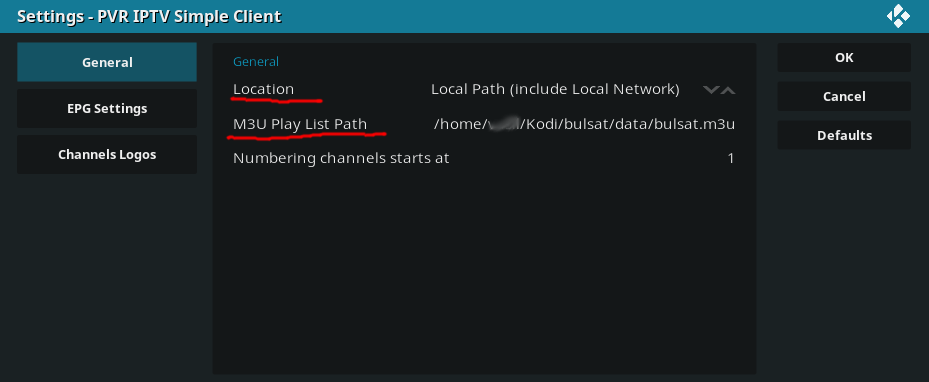 Settings - PVR IPTV Simple Client
General
EPG Settings
Channels Logos
General
Location Local Path (include Local Network)
M3U Play List Path /home/ /Kodi/bulsat/data/bulsat.m3u
Numbering channels starts at 1
OK
Cancel
Defaults